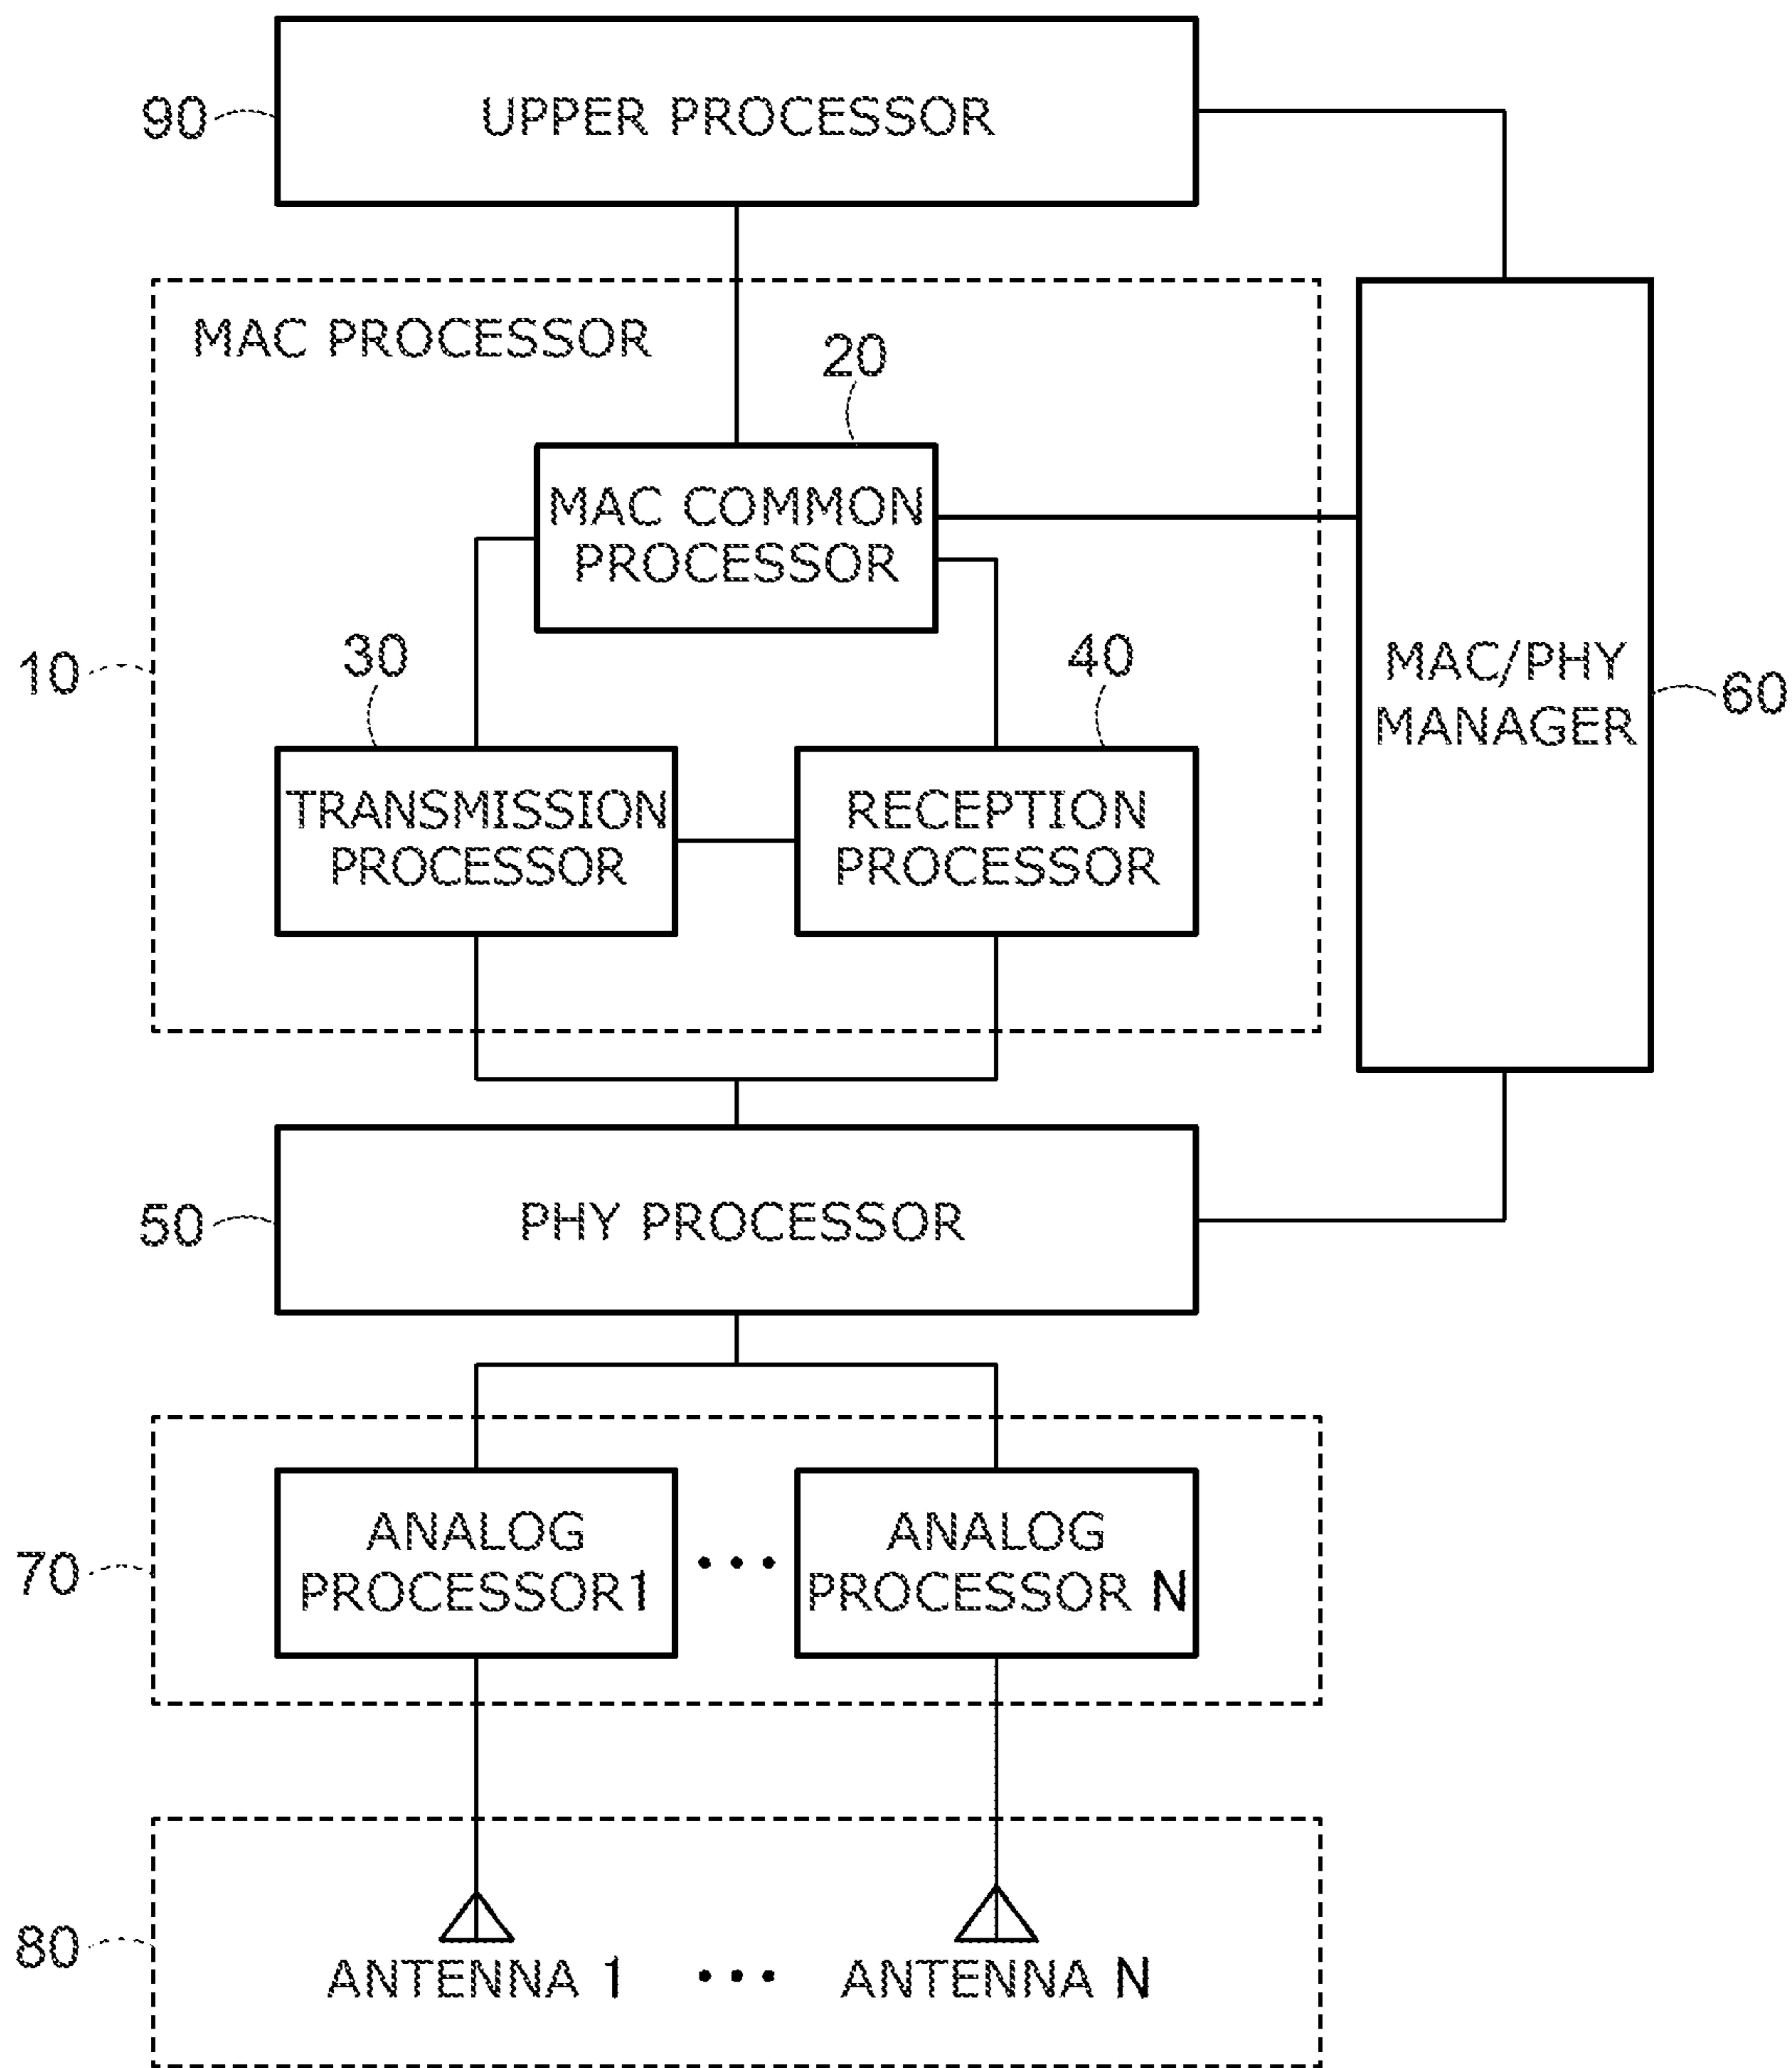 90
UPPER PROCESSOR
MAC PROCESSOR
20
MAC COMMON
PROCESSOR
10
30
40
MAC/PHY
MANAGER
60
TRANSMISSION
PROCESSOR
RECEPTION
PROCESSOR
50
PHY PROCESSOR
70
ANALOG
PROCESSOR1
•••
ANALOG
PROCESSOR N
80
ANTENNA 1
•••
ANTENNA N